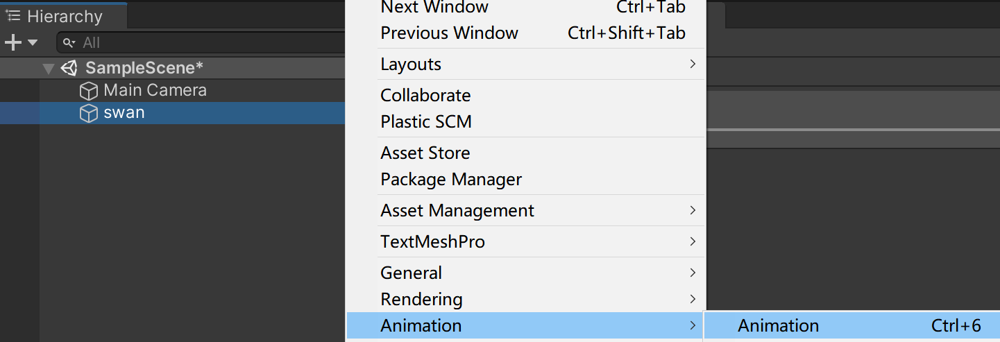 Hierarchy
All
SampleScene*
Main Camera
swan
Next Window Ctrl+Tab
Previous Window Ctrl+Shift+Tab
Layouts
Collaborate
Plastic SCM
Asset Store
Package Manager
Asset Management
TextMeshPro
General
Rendering
Animation
Animation Ctrl+6